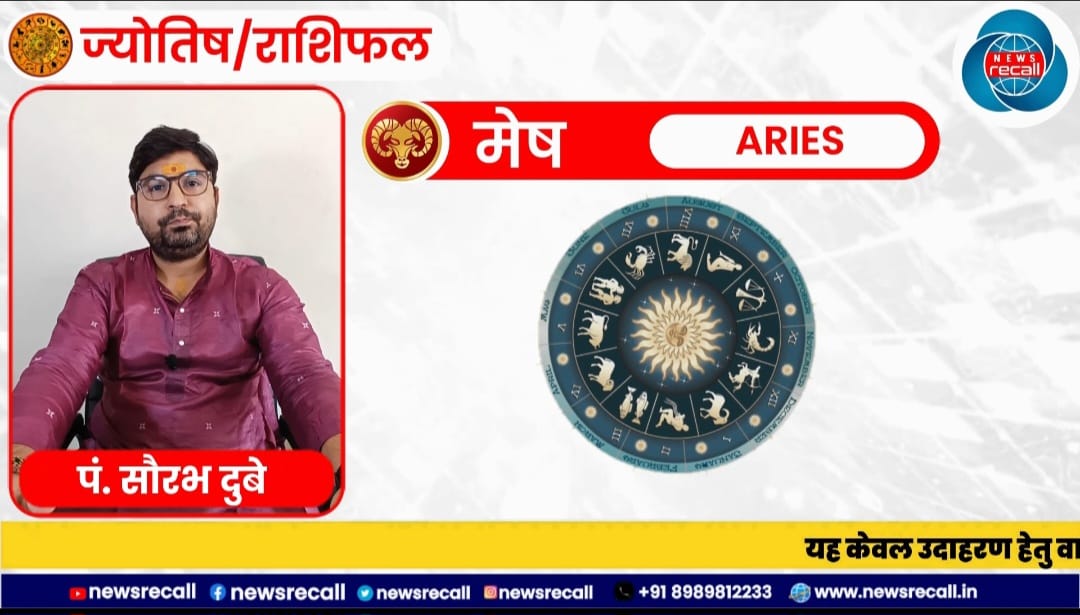 ज्योतिष/राशिफल
NEWS
recall
मेष
ARIES
पं. सौरभ दुबे
यह केवल उदाहरण हेतु वा
newsrecall newsrecall newsrecall newsrecall +91 8989812233 www.newsrecall.in